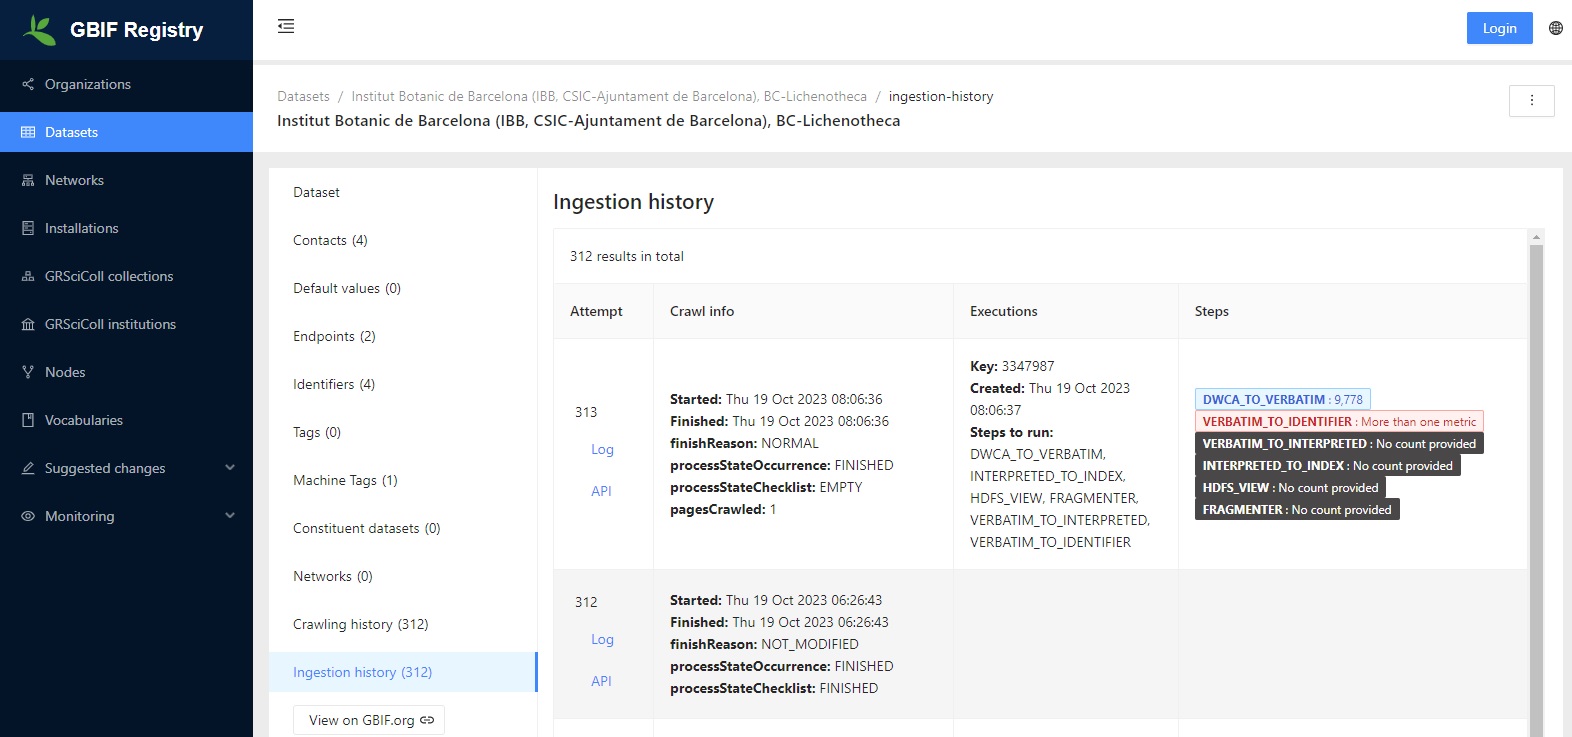 GBIF Registry
Login
Organizations
Datasets
Networks
Installations
GRSciColl collections
GRSciColl institutions
Nodes
Vocabularies
Suggested changes
Monitoring
Datasets / Institut Botanic de Barcelona (IBB, CSIC-Ajuntament de Barcelona), BC-Lichenotheca / ingestion-history
Institut Botanic de Barcelona (IBB, CSIC-Ajuntament de Barcelona), BC-Lichenotheca
Dataset
Contacts (4)
Default values (0)
Endpoints (2)
Identifiers (4)
Tags (0)
Machine Tags (1)
Constituent datasets (0)
Networks (0)
Crawling history (312)
Ingestion history (312)
View on GBIF.org
Ingestion history
312 results in total
Attempt Crawl info Executions Steps
313
Log
API
Started: Thu 19 Oct 2023 08:06:36
Finished: Thu 19 Oct 2023 08:06:36
finishReason: NORMAL
processStateOccurrence: FINISHED
processStateChecklist: EMPTY
pagesCrawled: 1
Key: 3347987
Created: Thu 19 Oct 2023
08:06:37
Steps to run:
DWCA_TO_VERBATIM,
INTERPRETED_TO_INDEX,
HDFS_VIEW, FRAGMENTER,
VERBATIM_TO_INTERPRETED,
VERBATIM_TO_IDENTIFIER
DWCA_TO_VERBATIM : 9,778
VERBATIM_TO_IDENTIFIER : More than one metric
VERBATIM_TO_INTERPRETED : No count provided
INTERPRETED_TO_INDEX : No count provided
HDFS_VIEW : No count provided
FRAGMENTER : No count provided
312
Log
API
Started: Thu 19 Oct 2023 06:26:43
Finished: Thu 19 Oct 2023 06:26:43
finishReason: NOT_MODIFIED
processStateOccurrence: FINISHED
processStateChecklist: FINISHED